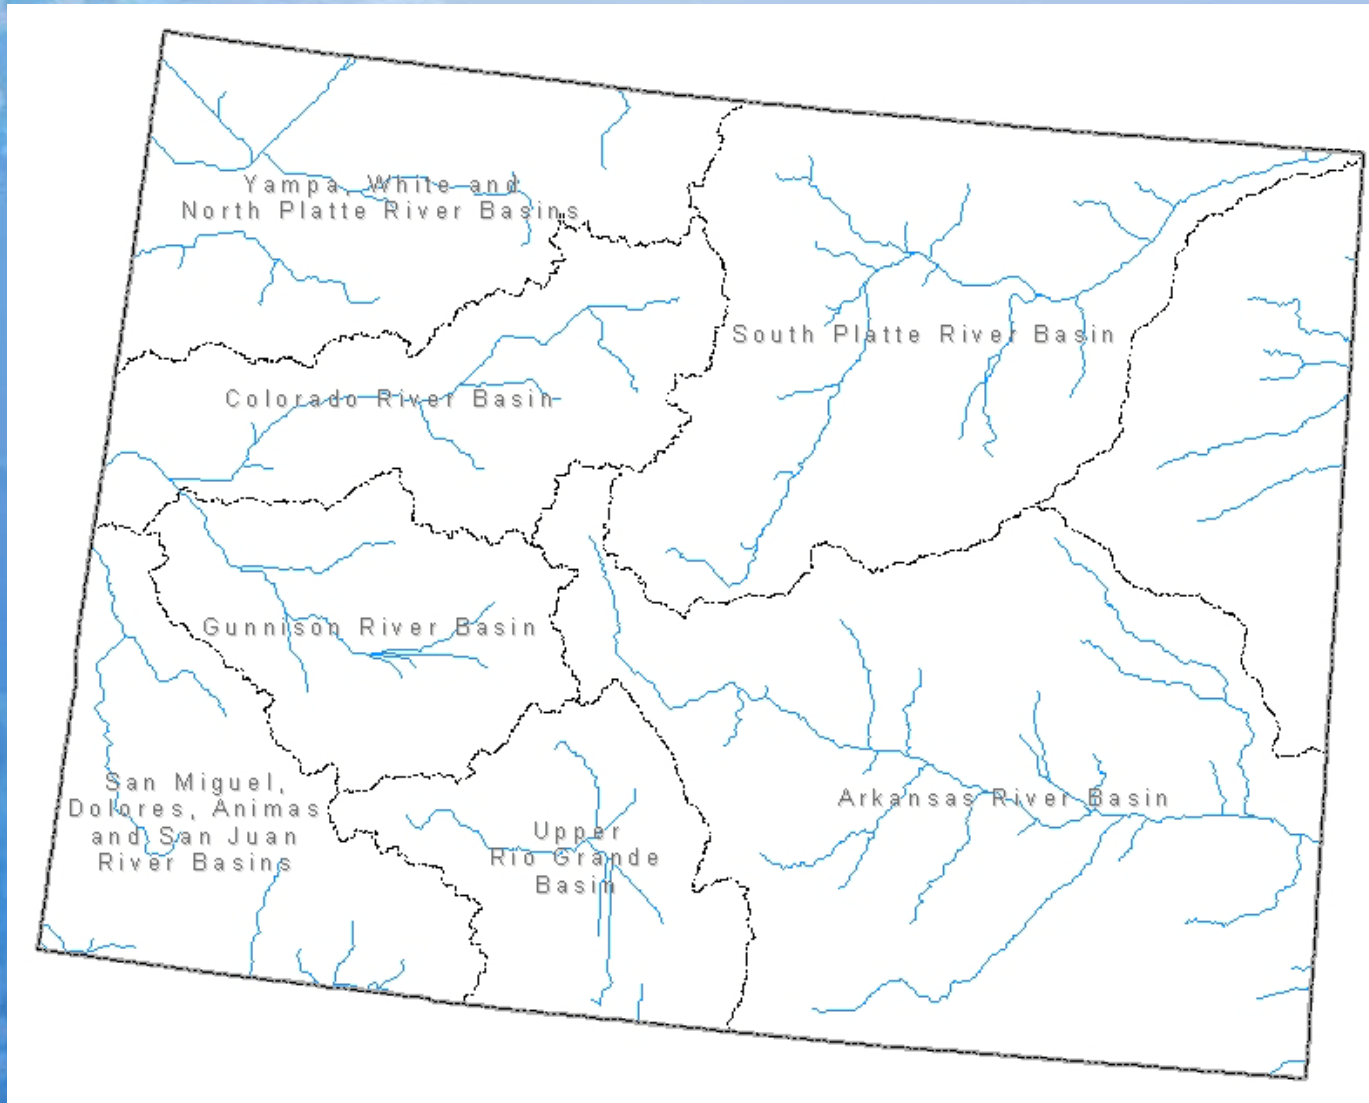 Yampa, White and
North Platte River Basins
South Platte River Basin
Colorado River Basin
Gunnison River Basin
San Miguel,
Dolores, Animas
and San Juan
River Basins
Upper
Rio Grande
Basin
Arkansas River Basin